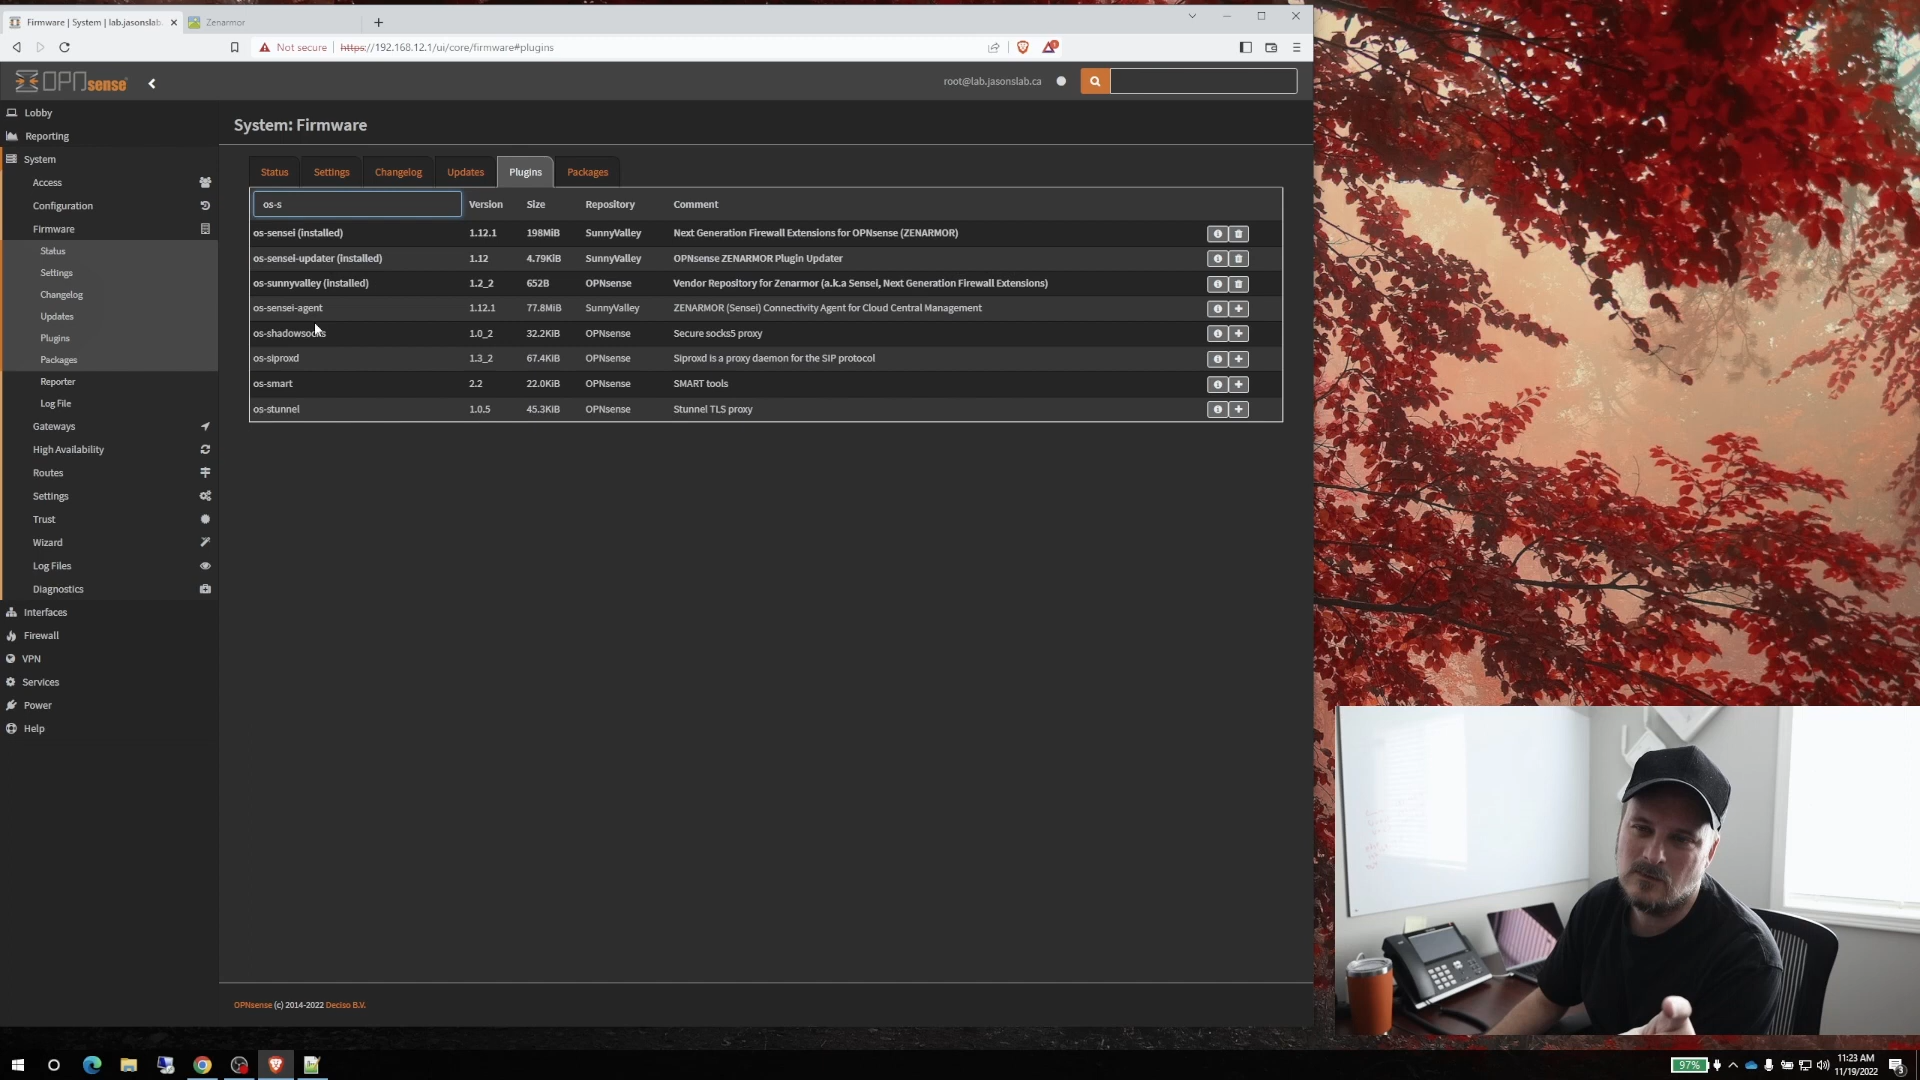 Firmware | System | lab.jasonslab.
Zenarmor
Not secure
https://192.168.12.1/ui/core/firmware#plugins
OPNsense
root@lab.jasonslab.ca
Lobby
Reporting
System
Access
Configuration
Firmware
Status
Settings
Changelog
Updates
Plugins
Packages
Reporter
Log File
Gateways
High Availability
Routes
Settings
Trust
Wizard
Log Files
Diagnostics
Interfaces
Firewall
VPN
Services
Power
Help
System: Firmware
Status Settings Changelog Updates Plugins Packages
os-s Version Size Repository Comment
os-sensei (installed) 1.12.1 198MiB SunnyValley Next Generation Firewall Extensions for OPNsense (ZENARMOR)
os-sensei-updater (installed) 1.12 4.79KiB SunnyValley OPNsense ZENARMOR Plugin Updater
os-sunnyvalley (installed) 1.2_2 652B OPNsense Vendor Repository for Zenarmor (a.k.a Sensei, Next Generation Firewall Extensions)
os-sensei-agent 1.12.1 77.8MiB SunnyValley ZENARMOR (Sensei) Connectivity Agent for Cloud Central Management
os-shadowsocks 1.0_2 32.2KiB OPNsense Secure socks5 proxy
os-siproxd 1.3_2 67.4KiB OPNsense Siproxd is a proxy daemon for the SIP protocol
os-smart 2.2 22.0KiB OPNsense SMART tools
os-stunnel 1.0.5 45.3KiB OPNsense Stunnel TLS proxy
OPNsense (c) 2014-2022 Deciso B.V.
97%
11:23 AM
11/19/2022
3